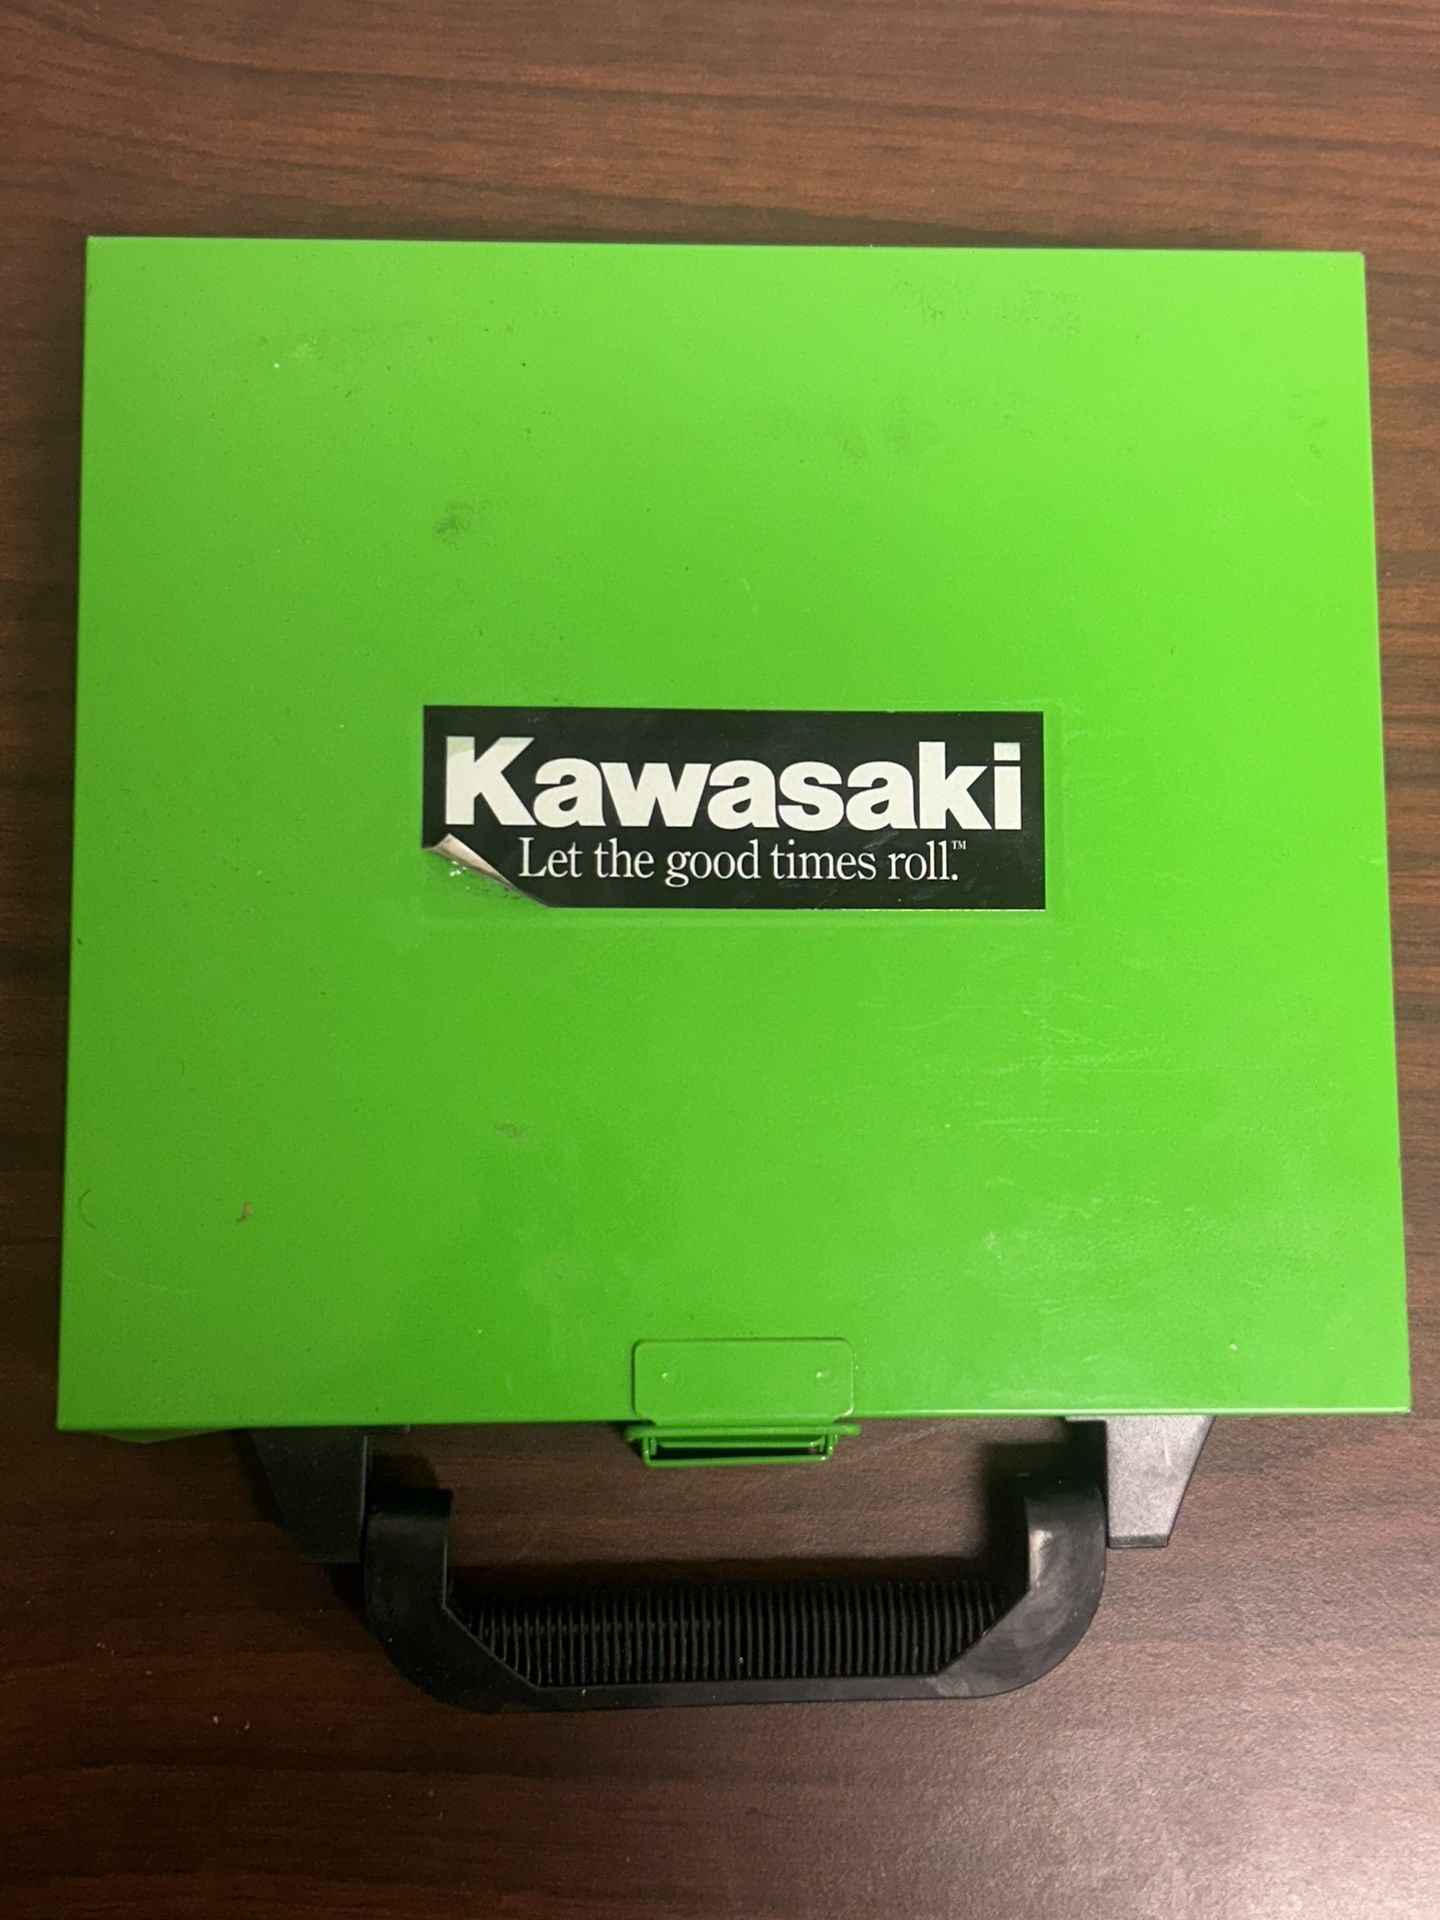 Kawasaki
Let the good times roll.™